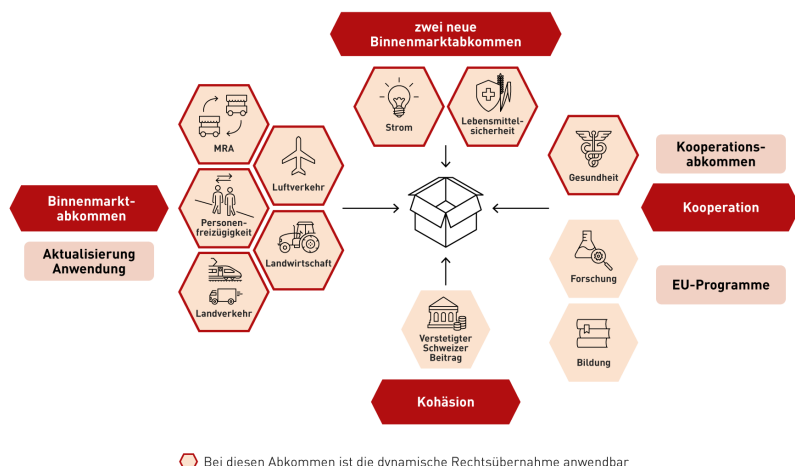 zwei neue
Binnenmarktabkommen
Strom
Lebensmittel-
sicherheit
MRA
Luftverkehr
Personen-
freizügigkeit
Landwirtschaft
Landverkehr
Binnenmarkt-
abkommen
Aktualisierung
Anwendung
Gesundheit
Kooperations-
abkommen
Kooperation
Forschung
EU-Programme
Bildung
Verstetigter
Schweizer
Beitrag
Kohäsion
Bei diesen Abkommen ist die dynamische Rechtsübernahme anwendbar